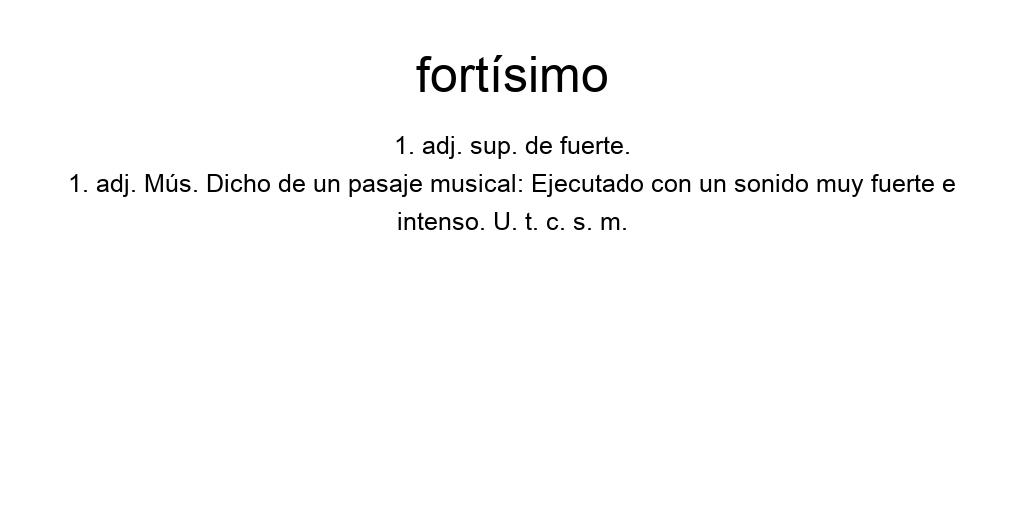 fortísimo
1. adj. sup. de fuerte.
1. adj. Mús. Dicho de un pasaje musical: Ejecutado con un sonido muy fuerte e
intenso. U. t. c. s. m.